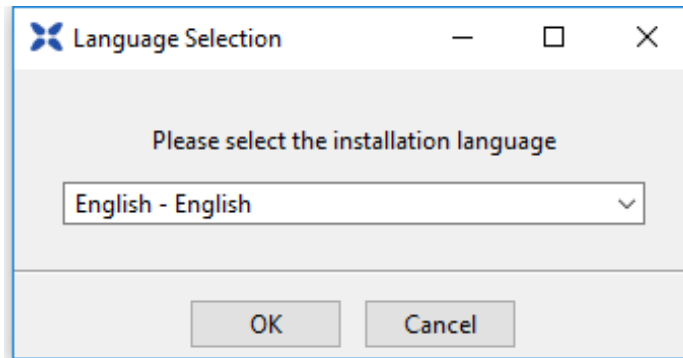 Language Selection
Please select the installation language
English - English
OK
Cancel